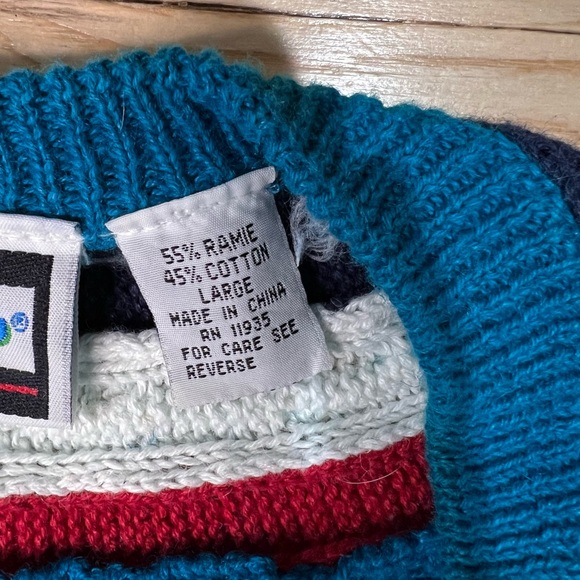 55% RAMIE
45% COTTON
LARGE
MADE IN CHINA
RN 11935
FOR CARE SEE
REVERSE
®